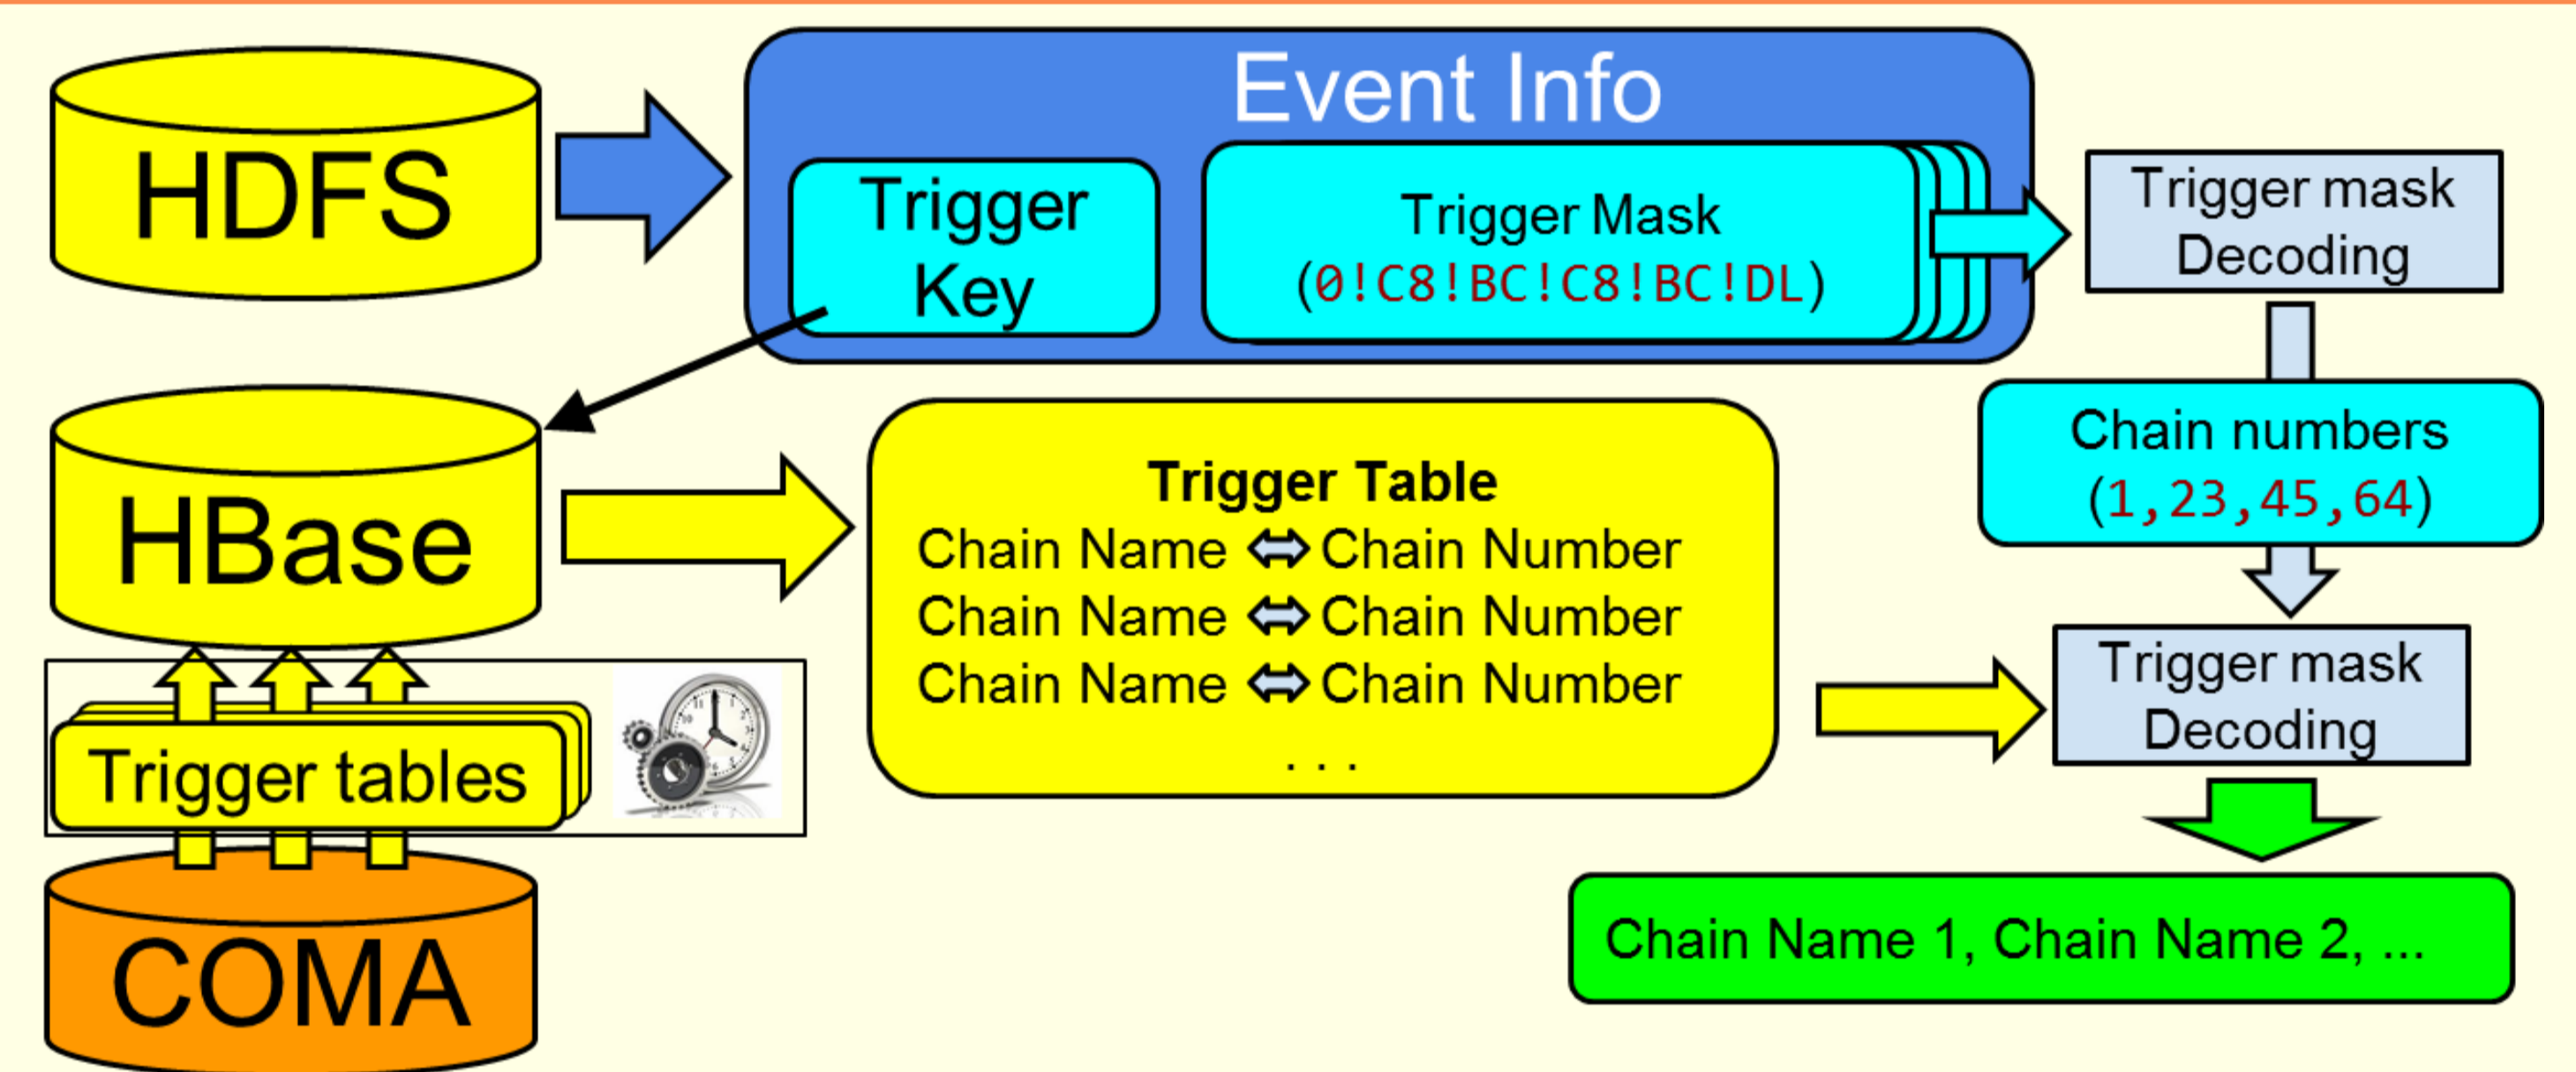 HDFS
Event Info
Trigger
Key
Trigger Mask
(0!C8!BC!C8!BC!DL)
Trigger mask
Decoding
Chain numbers
(1,23,45,64)
HBase
Trigger Table
Chain Name Chain Number
Chain Name Chain Number
Chain Name Chain Number
. . .
Trigger mask
Decoding
Trigger tables
COMA
Chain Name 1, Chain Name 2, ...